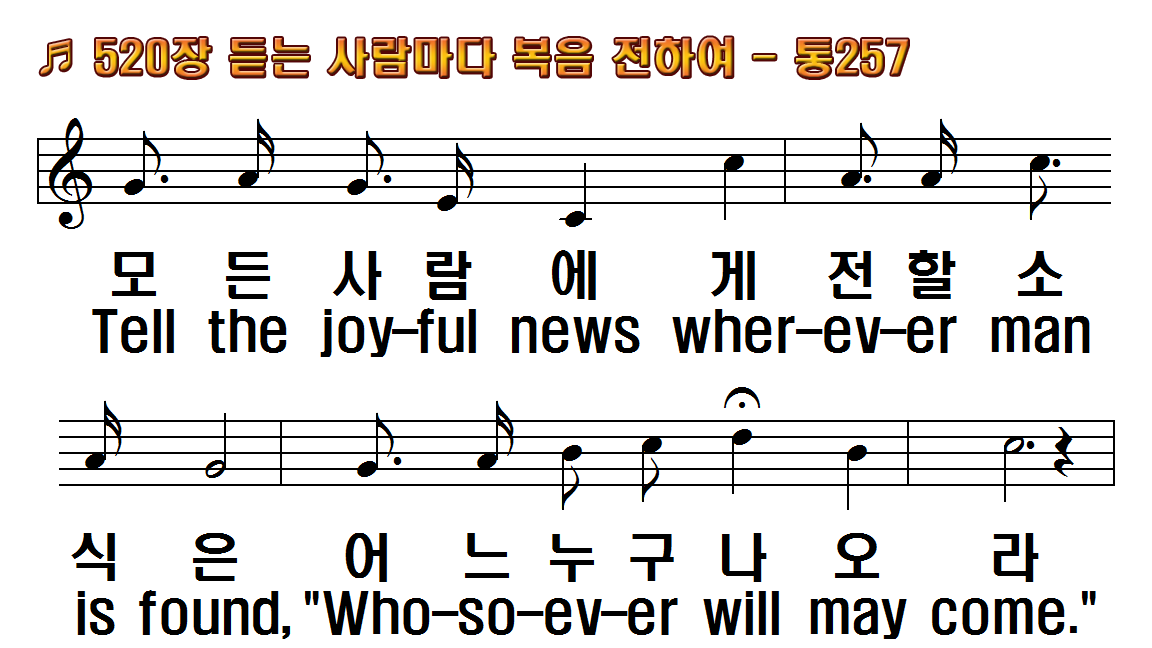 ♬ 520장 듣는 사람마다 복음 전하여 - 통257
모 든 사 람 에 게 전 할 소
Tell the joy-ful news wher-ev-er man
식 은 어 느 누 구 나 오 라
is found, "Who-so-ev-er will may come."